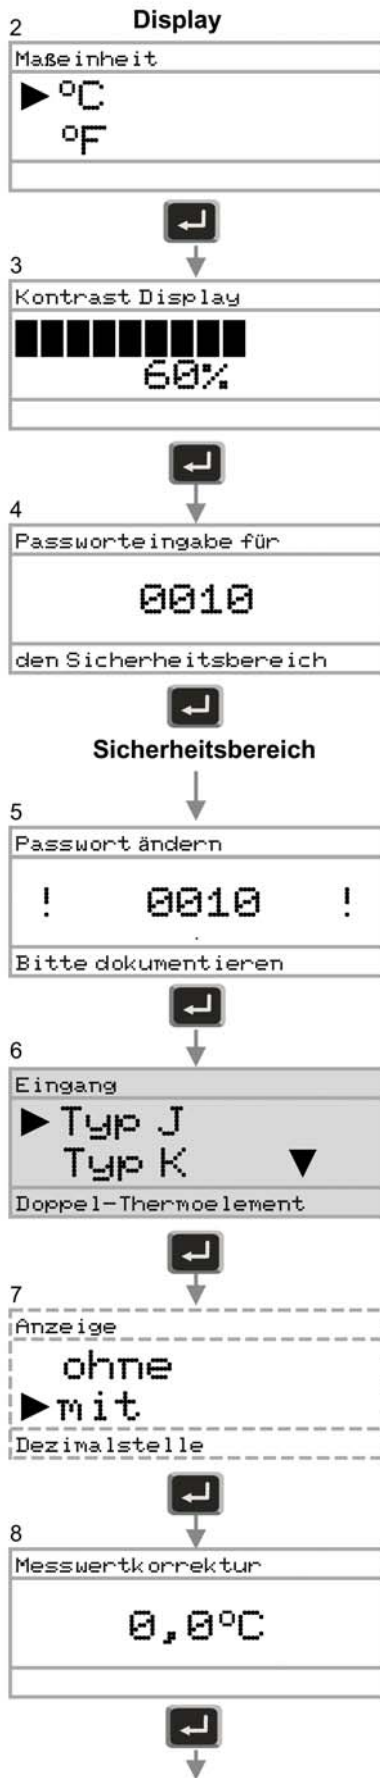 2
Display
Maßeinheit
►°C
°F
3
Kontrast Display
60%
4
Passworteingabe für
0010
den Sicherheitsbereich
Sicherheitsbereich
5
Passwort ändern
! 0010 !
Bitte dokumentieren
6
Eingang
►Typ J
Typ K ▼
Doppel-Thermoelement
7
Anzeige
ohne
►mit
Dezimalstelle
8
Messwertkorrektur
0,0°C